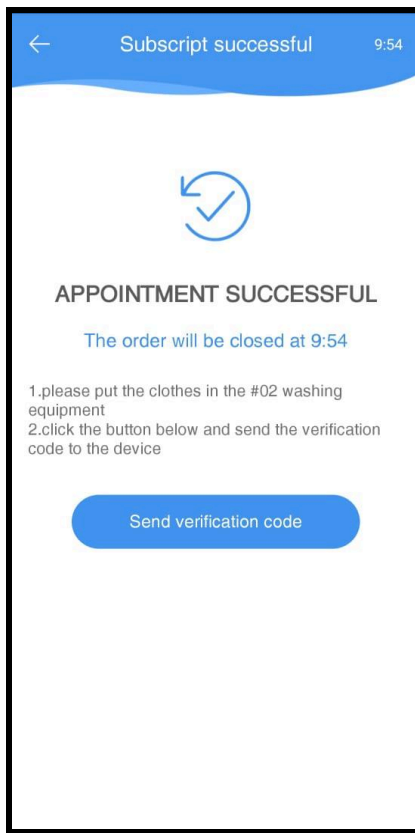 Subscript successful 9:54
APPOINTMENT SUCCESSFUL
The order will be closed at 9:54
1.please put the clothes in the #02 washing
equipment
2.click the button below and send the verification
code to the device
Send verification code